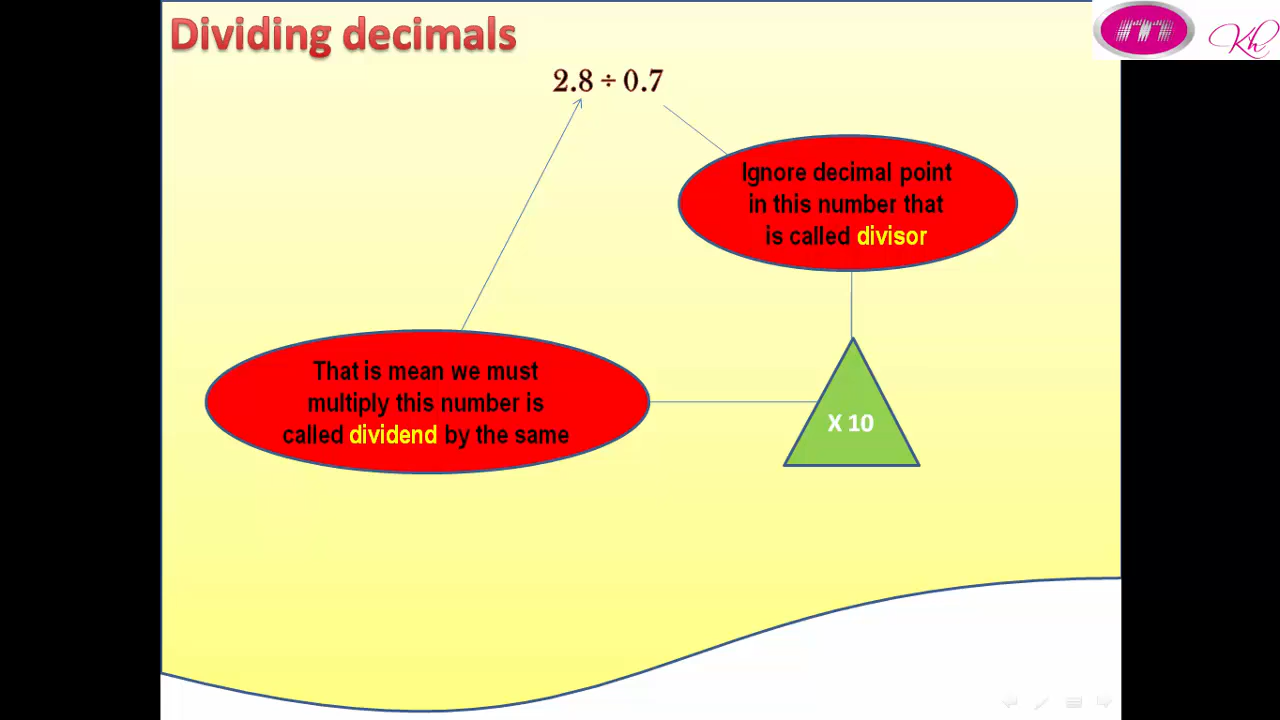 Dividing decimals
m
Kh
2.8 ÷ 0.7
Ignore decimal point
in this number that
is called divisor
That is mean we must
multiply this number is
called dividend by the same
X 10